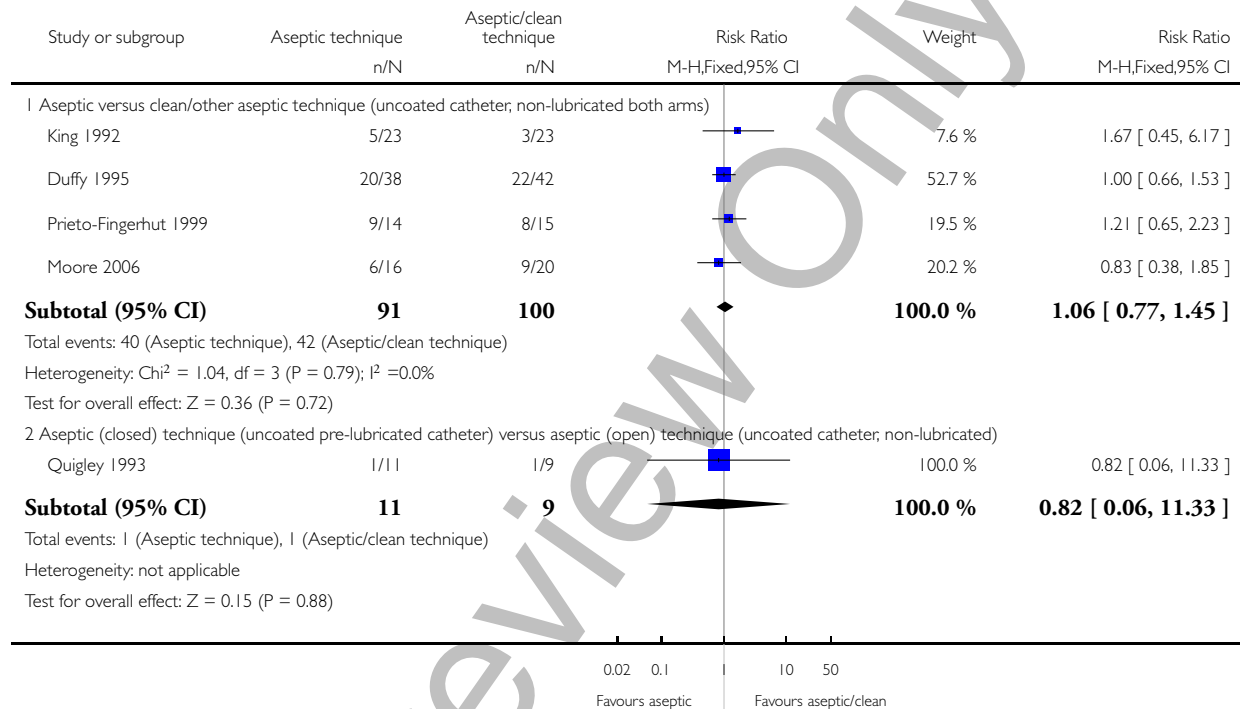 Study or subgroup Aseptic technique Aseptic/clean technique Risk Ratio Weight Risk Ratio
n/N n/N M-H,Fixed,95% CI M-H,Fixed,95% CI
1 Aseptic versus clean/other aseptic technique (uncoated catheter, non-lubricated both arms)
King 1992 5/23 3/23 7.6 % 1.67 [ 0.45, 6.17 ]
Duffy 1995 20/38 22/42 52.7 % 1.00 [ 0.66, 1.53 ]
Prieto-Fingerhut 1999 9/14 8/15 19.5 % 1.21 [ 0.65, 2.23 ]
Moore 2006 6/16 9/20 20.2 % 0.83 [ 0.38, 1.85 ]
Subtotal (95% CI) 91 100 100.0 % 1.06 [ 0.77, 1.45 ]
Total events: 40 (Aseptic technique), 42 (Aseptic/clean technique)
Heterogeneity: Chi² = 1.04, df = 3 (P = 0.79); I² =0.0%
Test for overall effect: Z = 0.36 (P = 0.72)
2 Aseptic (closed) technique (uncoated pre-lubricated catheter) versus aseptic (open) technique (uncoated catheter, non-lubricated)
Quigley 1993 1/11 1/9 100.0 % 0.82 [ 0.06, 11.33 ]
Subtotal (95% CI) 11 9 100.0 % 0.82 [ 0.06, 11.33 ]
Total events: 1 (Aseptic technique), 1 (Aseptic/clean technique)
Heterogeneity: not applicable
Test for overall effect: Z = 0.15 (P = 0.88)
0.02 0.1 1 10 50
Favours aseptic Favours aseptic/clean
eview Only